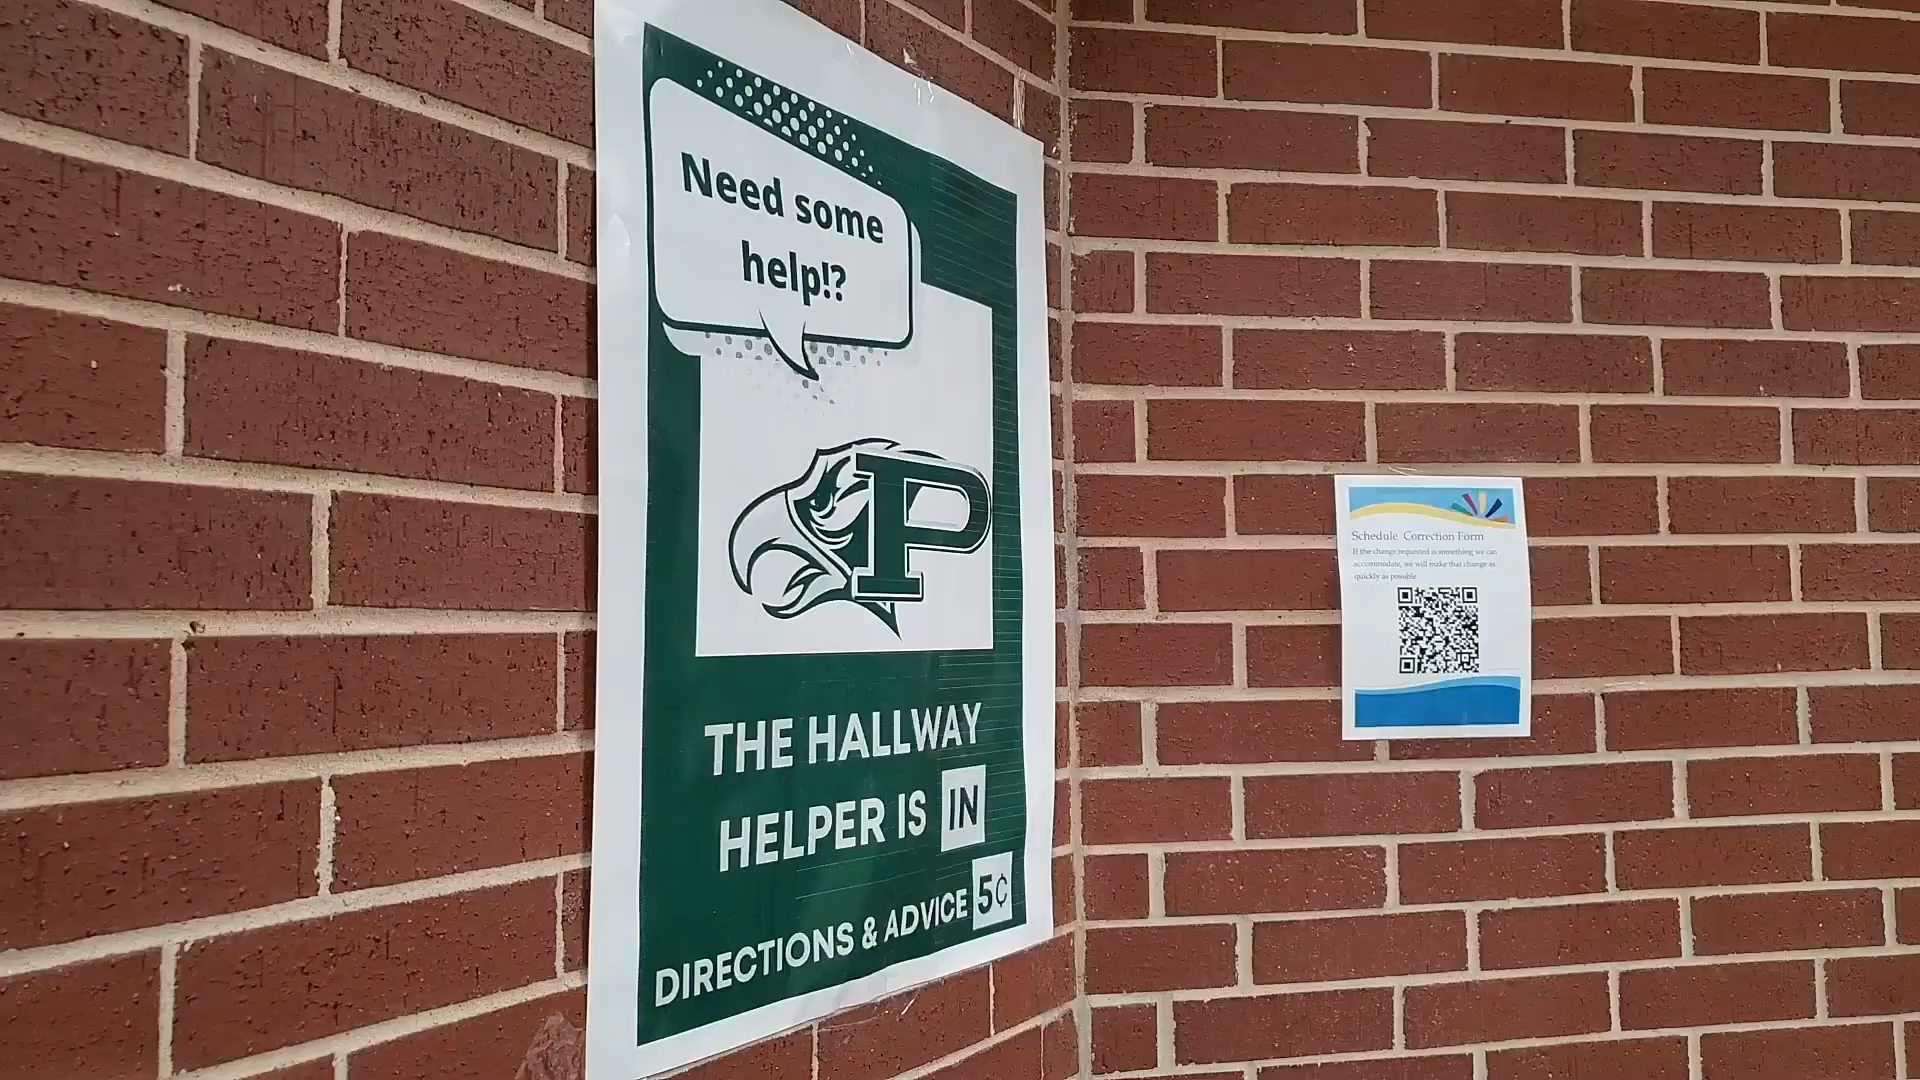 Need some
help!?
P
THE HALLWAY
HELPER IS IN
DIRECTIONS & ADVICE 5¢
Schedule Correction Form
If the change requested is something we can
accommodate, we will make that change as
quickly as possible